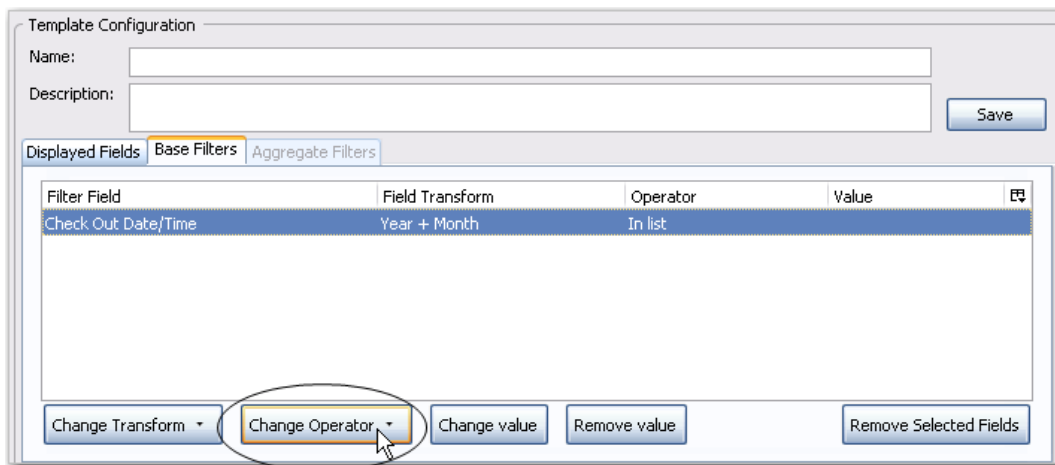 Template Configuration
Name:
Description:
Save
Displayed Fields Base Filters Aggregate Filters
Filter Field Field Transform Operator Value
Check Out Date/Time Year + Month In list
Change Transform Change Operator Change value Remove value Remove Selected Fields